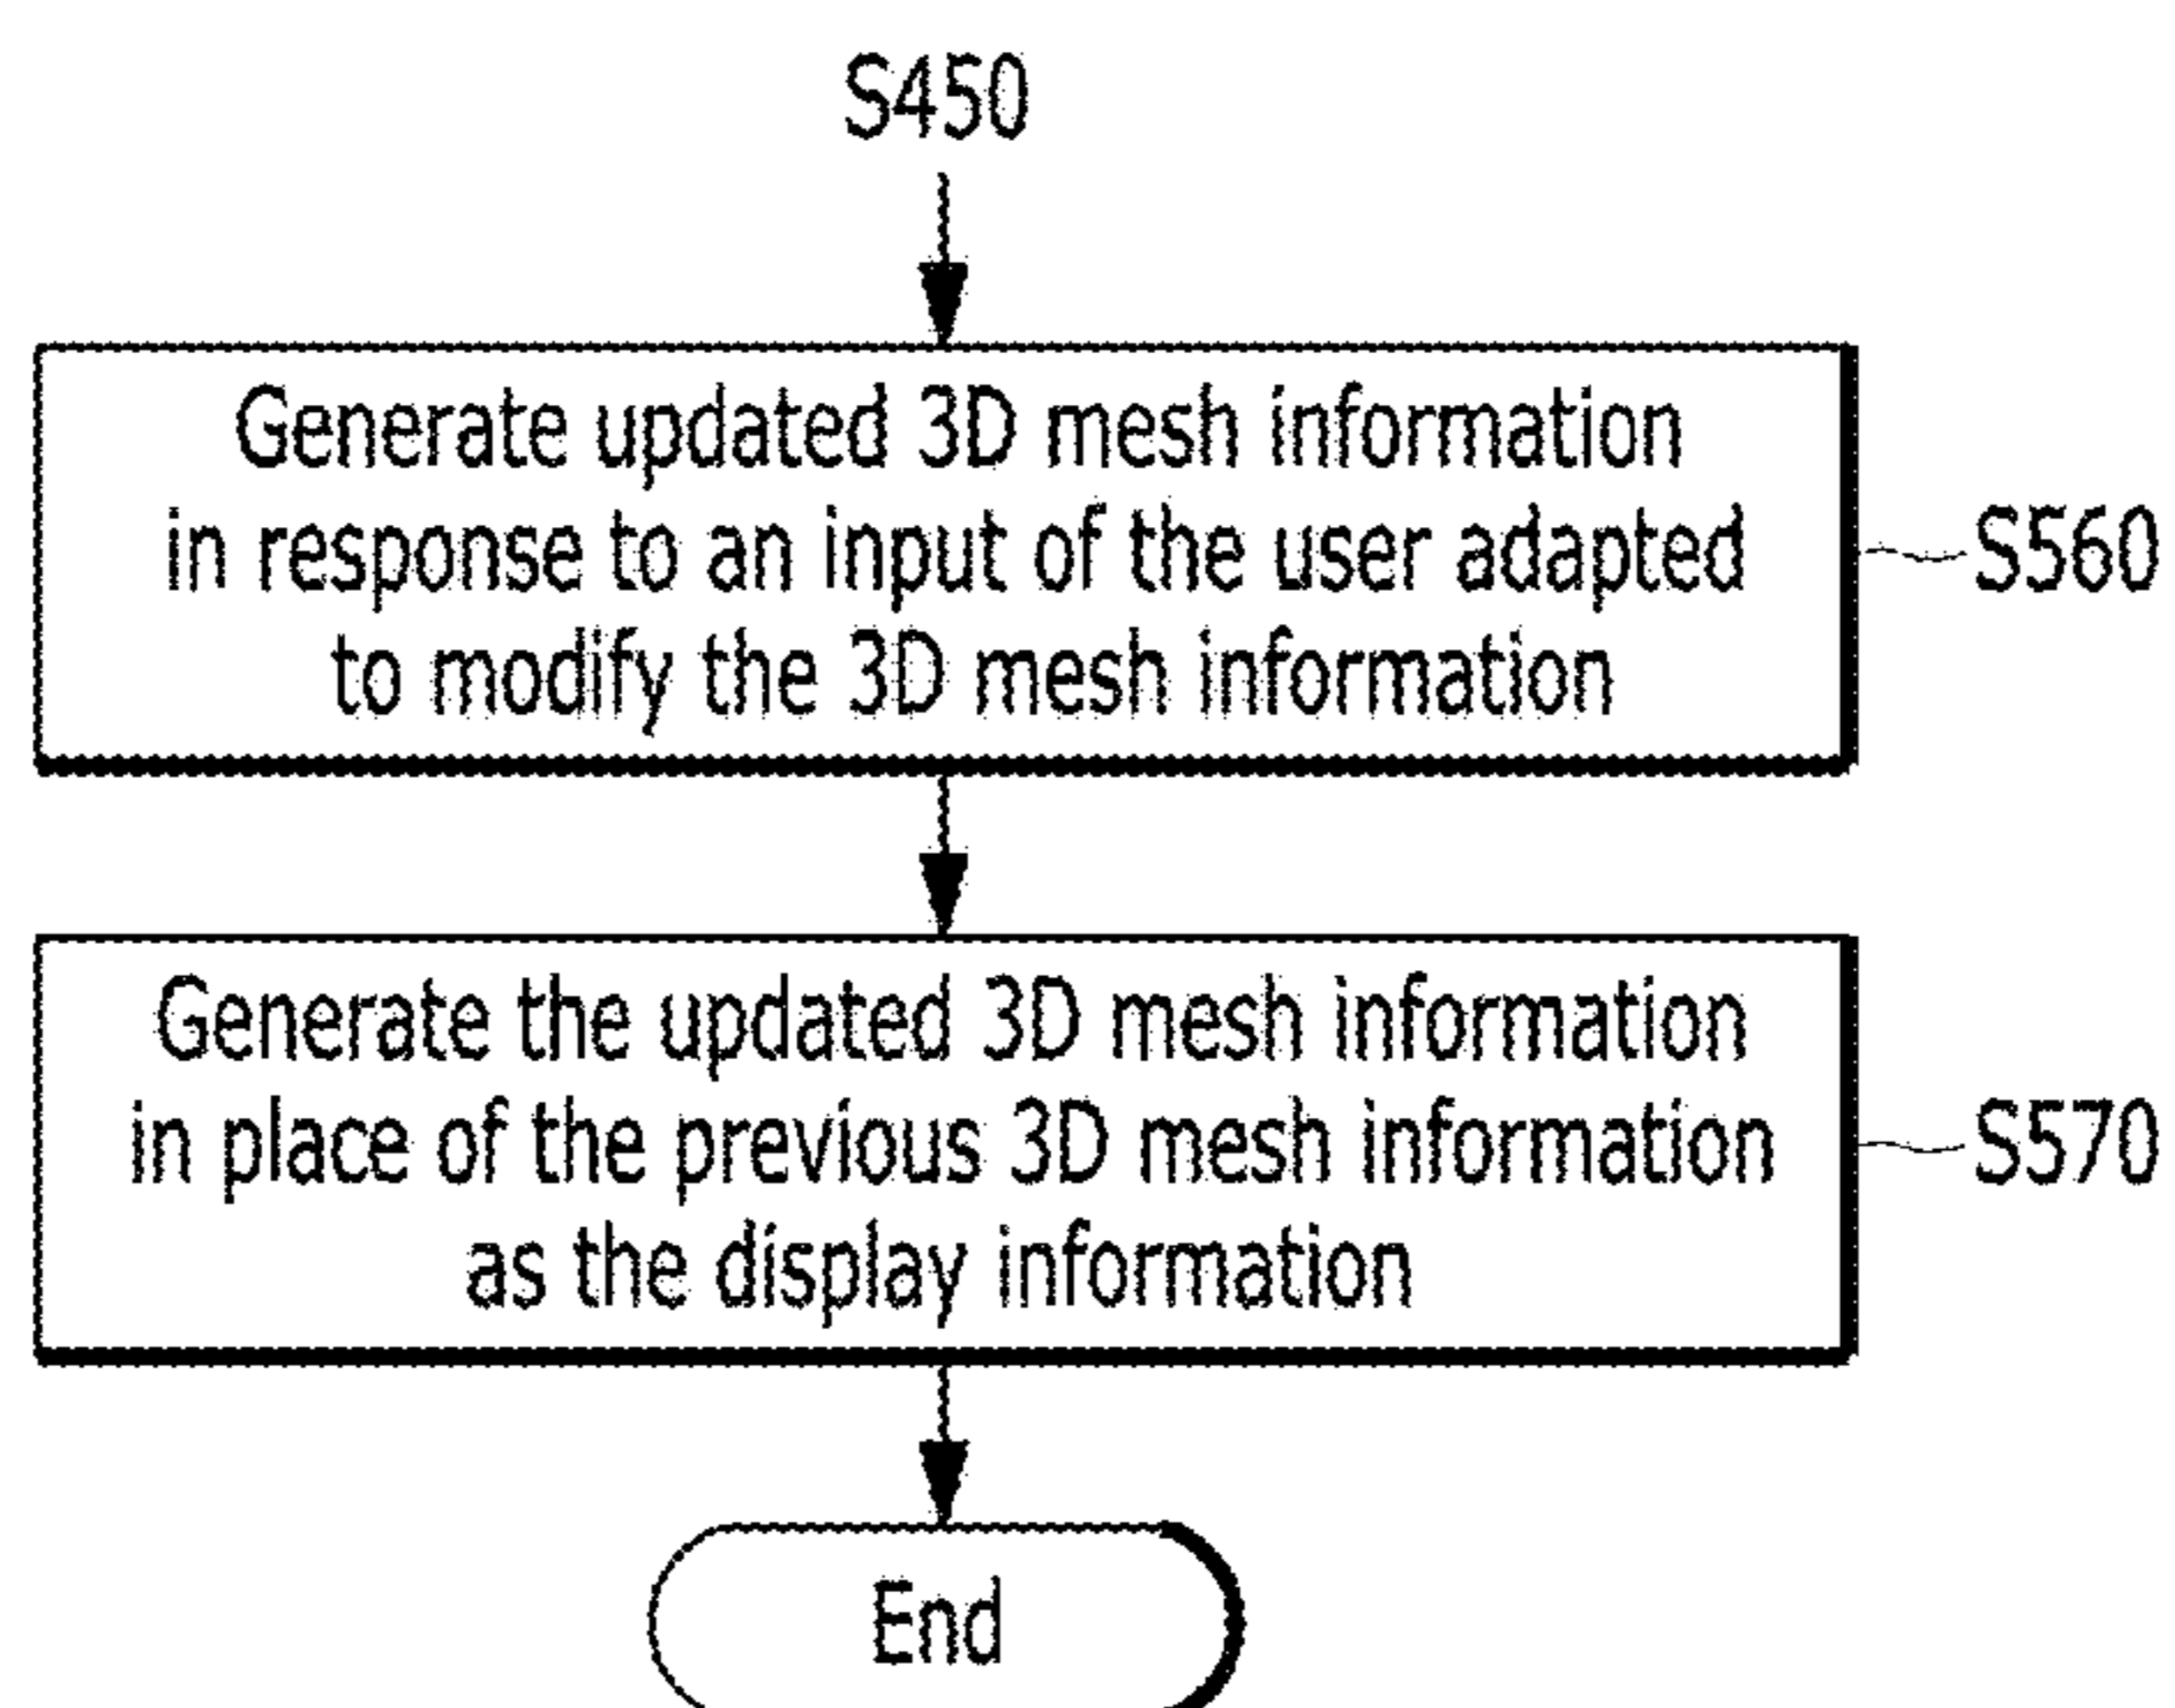 S450
Generate updated 3D mesh information
in response to an input of the user adapted
to modify the 3D mesh information
S560
Generate the updated 3D mesh information
in place of the previous 3D mesh information
as the display information
S570
End